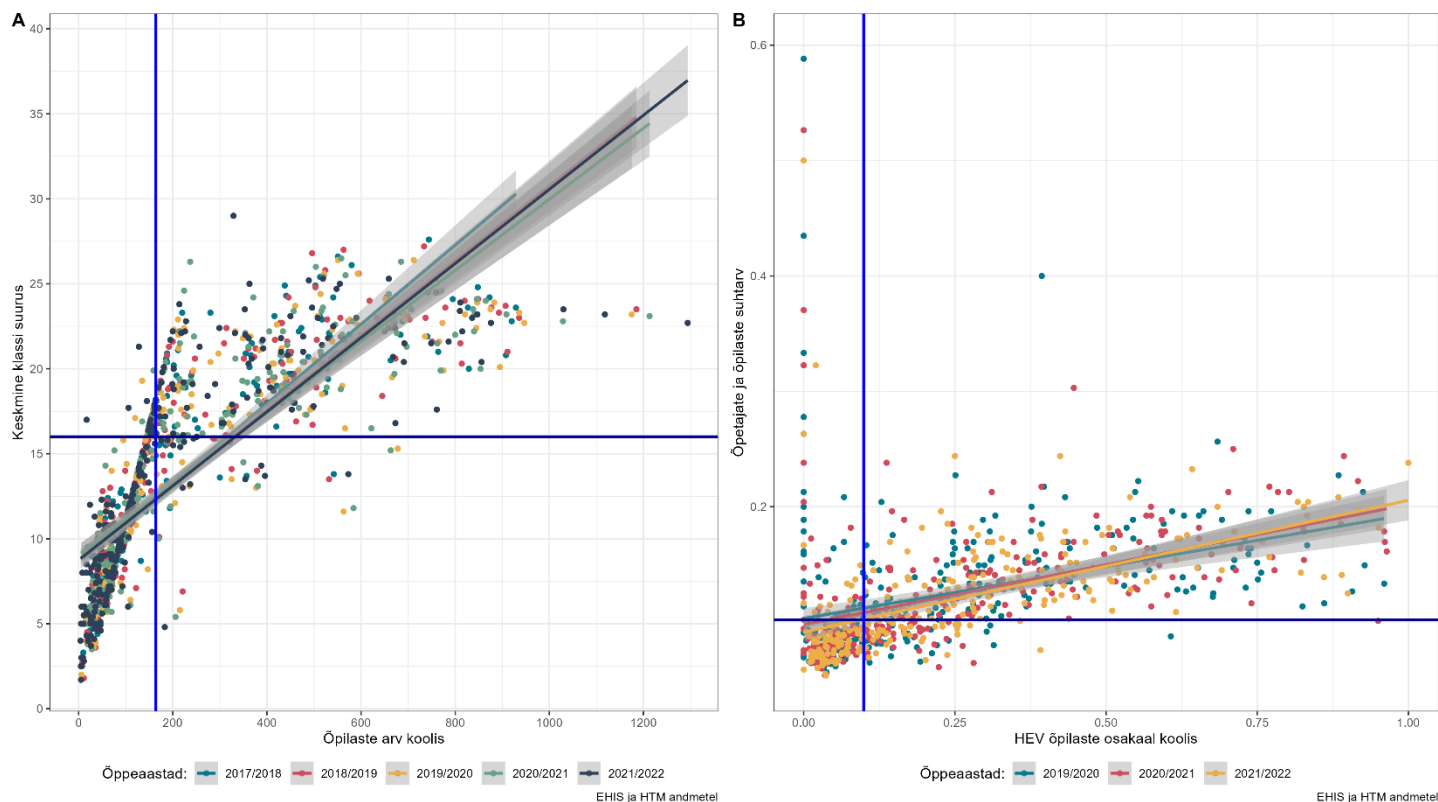 A
Keskmine klassi suurus
40
35
30
25
20
15
10
5
0
0 200 400 600 800 1000 1200
Õpilaste arv koolis
Õppeaastad: 2017/2018 2018/2019 2019/2020 2020/2021 2021/2022
EHIS ja HTM andmetel
B
Õpetajate ja õpilaste suhtarv
0.6
0.4
0.2
0.00 0.25 0.50 0.75 1.00
HEV õpilaste osakaal koolis
Õppeaastad: 2019/2020 2020/2021 2021/2022
EHIS ja HTM andmetel